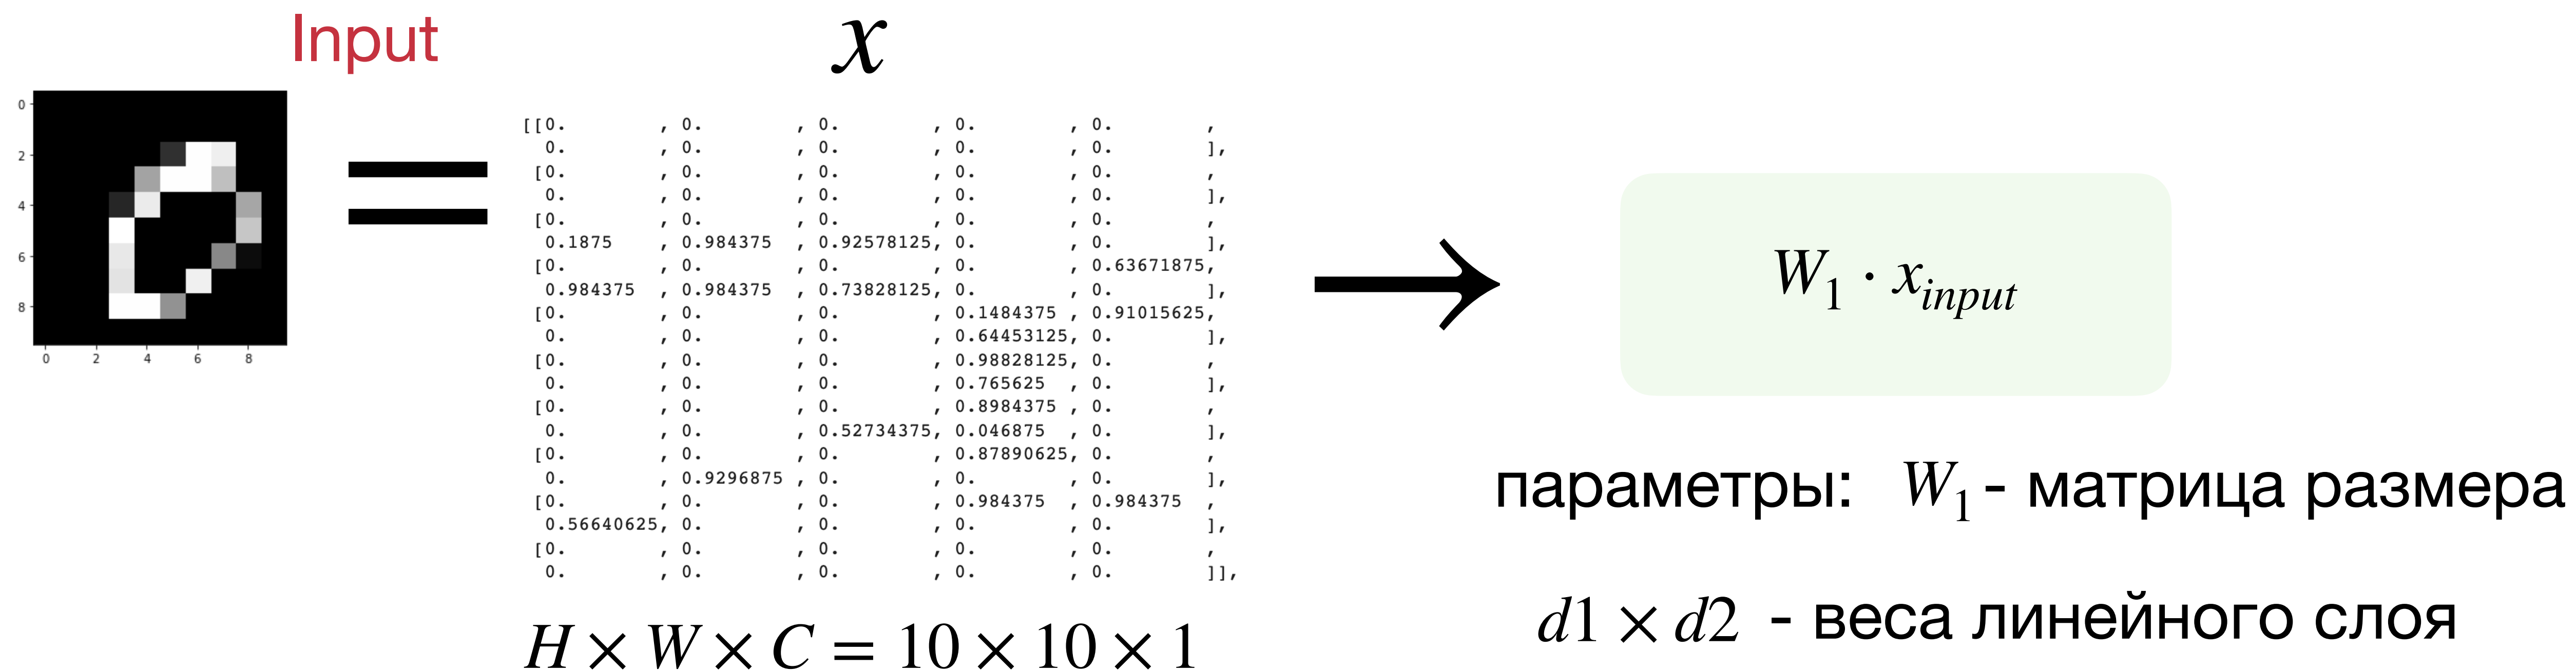 Input
x
0
2
4
6
8
0 2 4 6 8
[[0. , 0. , 0. , 0. , 0. ,
0. , 0. , 0. , 0. , 0. ],
[0. , 0. , 0. , 0. , 0. ,
0. , 0. , 0. , 0. , 0. ],
[0. , 0. , 0. , 0. , 0. ,
0.1875 , 0.984375 , 0.92578125, 0. , 0. ],
[0. , 0. , 0. , 0. , 0.63671875,
0.984375 , 0.984375 , 0.73828125, 0. , 0. ],
[0. , 0. , 0. , 0.1484375 , 0.91015625,
0. , 0. , 0. , 0.64453125, 0. ],
[0. , 0. , 0. , 0.98828125, 0. ,
0. , 0. , 0. , 0.765625 , 0. ],
[0. , 0. , 0. , 0.8984375 , 0. ,
0. , 0. , 0.52734375, 0.046875 , 0. ],
[0. , 0. , 0. , 0.87890625, 0. ,
0. , 0.9296875 , 0. , 0. , 0. ],
[0. , 0. , 0. , 0.984375 , 0.984375 ,
0.56640625, 0. , 0. , 0. , 0. ],
[0. , 0. , 0. , 0. , 0. ,
0. , 0. , 0. , 0. , 0. ]],
H × W × C = 10 × 10 × 1
W₁ · x_input
параметры: W₁ - матрица размера
d1 × d2 - веса линейного слоя